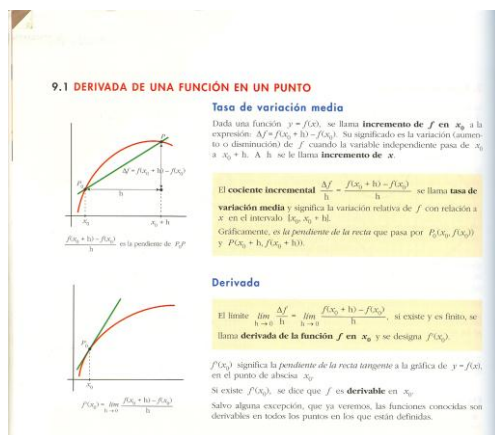 9.1 DERIVADA DE UNA FUNCIÓN EN UN PUNTO
Tasa de variación media
Dada una función y = f(x), se llama incremento de f en x₀ a la
expresión: Δf = f(x₀ + h) – f(x₀). Su significado es la variación (aumen-
to o disminución) de f cuando la variable independiente pasa de x₀
a x₀ + h. A h se le llama incremento de x.
P
Δf = f(x₀ + h) – f(x₀)
P₀
h
x₀ x₀ + h
f(x₀ + h) – f(x₀) / h es la pendiente de P₀P
El cociente incremental Δf / h = f(x₀ + h) – f(x₀) / h se llama tasa de
variación media y significa la variación relativa de f con relación a
x en el intervalo [x₀, x₀ + h].
Gráficamente, es la pendiente de la recta que pasa por P₀(x₀, f(x₀))
y P(x₀ + h, f(x₀ + h)).
Derivada
El límite lím h→0 Δf / h = lím h→0 f(x₀ + h) – f(x₀) / h, si existe y es finito, se
llama derivada de la función f en x₀ y se designa f'(x₀).
P₀
x₀
f'(x₀) = lím h→0 f(x₀ + h) – f(x₀) / h
f'(x₀) significa la pendiente de la recta tangente a la gráfica de y = f(x),
en el punto de abscisa x₀.
Si existe f'(x₀), se dice que f es derivable en x₀.
Salvo alguna excepción, que ya veremos, las funciones conocidas son
derivables en todos los puntos en los que están definidas.